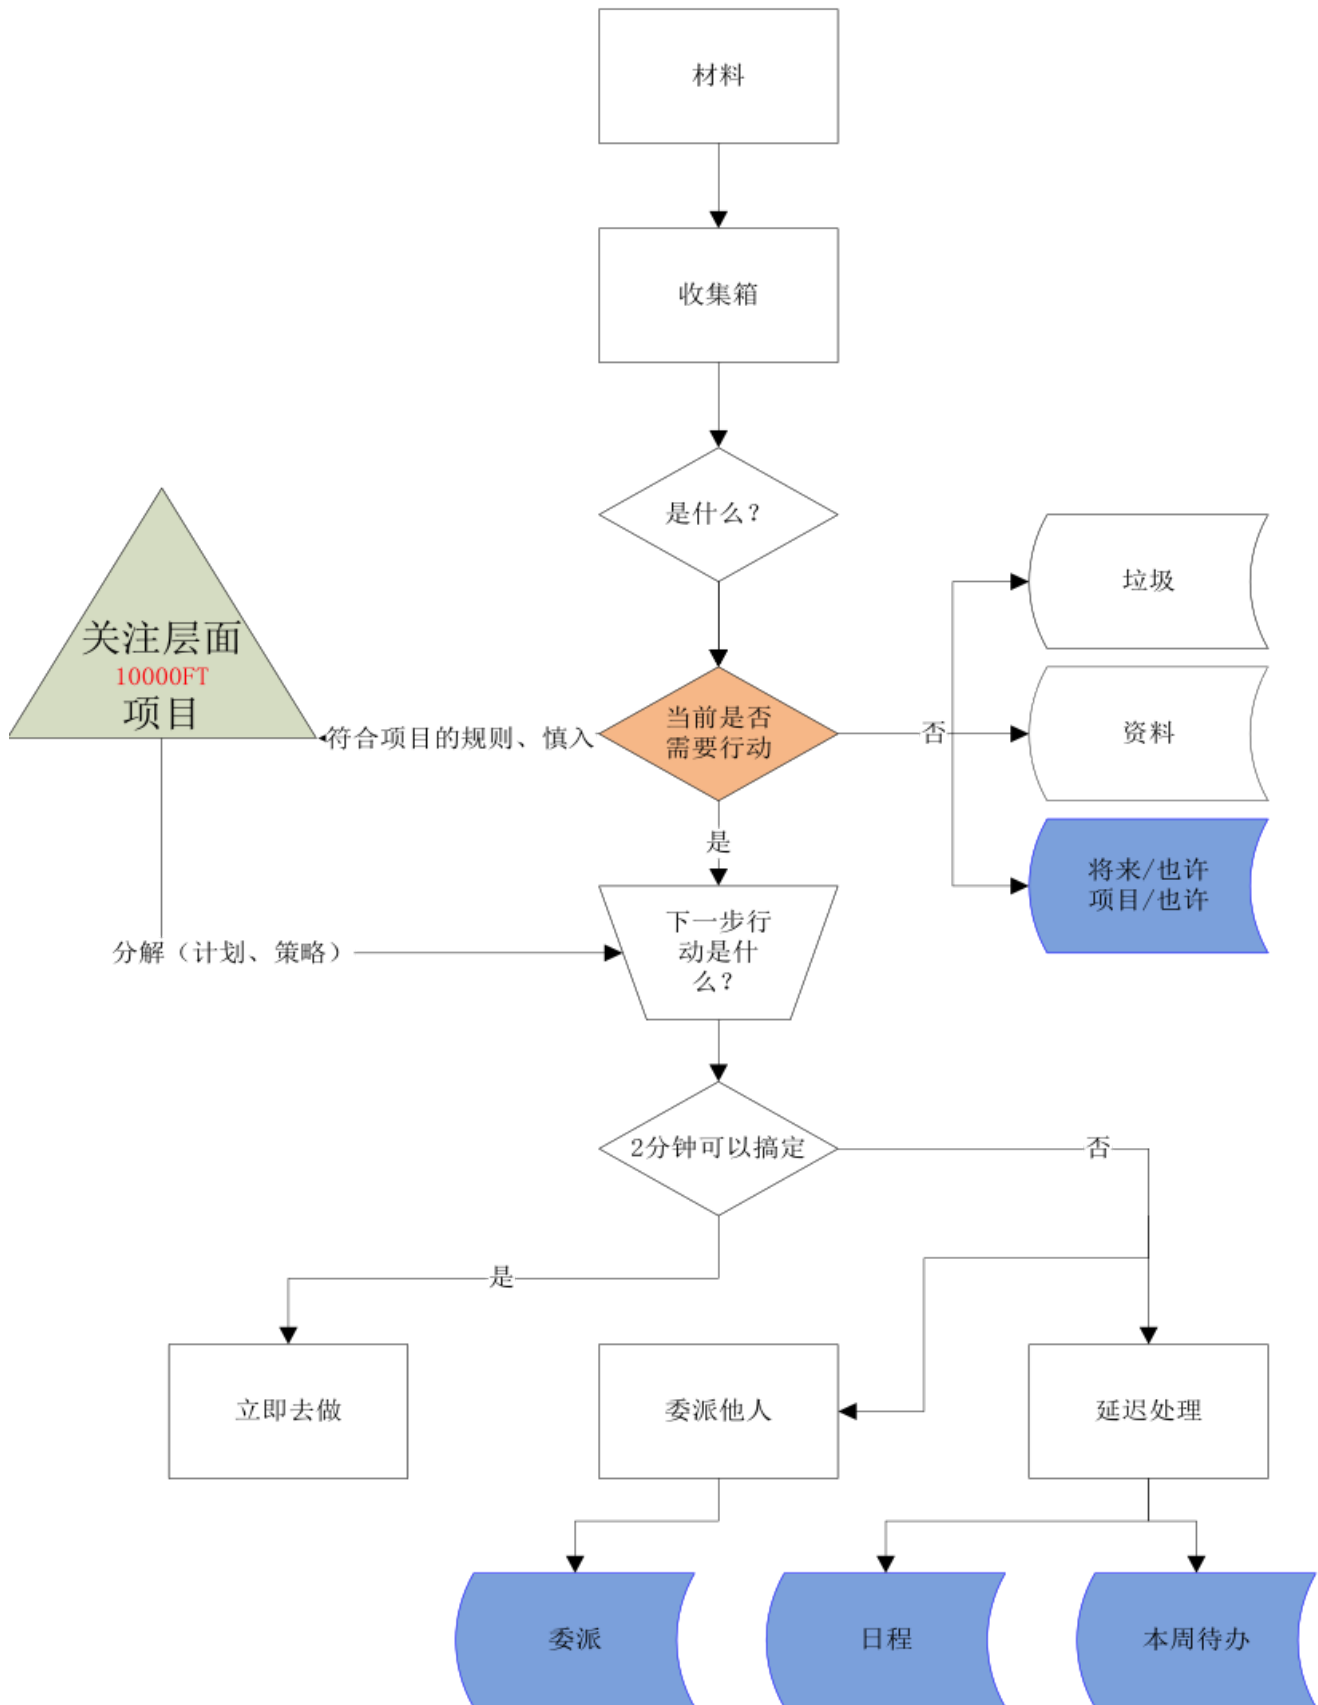 材料
收集箱
是什么？
关注层面
10000FT
项目
符合项目的规则、慎入
当前是否
需要行动
否
垃圾
资料
将来/也许
项目/也许
是
分解（计划、策略）
下一步行
动是什
么？
2分钟可以搞定
否
是
立即去做
委派他人
延迟处理
委派
日程
本周待办